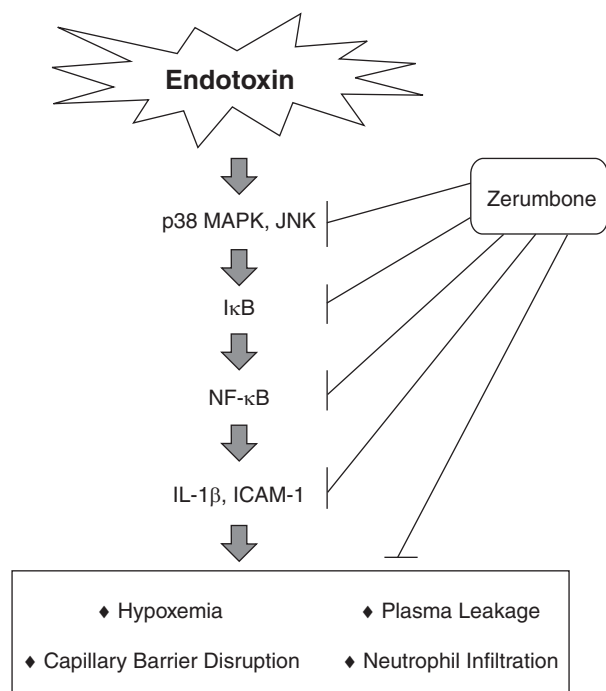 Endotoxin
Zerumbone
p38 MAPK, JNK
IκB
NF-κB
IL-1β, ICAM-1
♦ Hypoxemia
♦ Plasma Leakage
♦ Capillary Barrier Disruption
♦ Neutrophil Infiltration